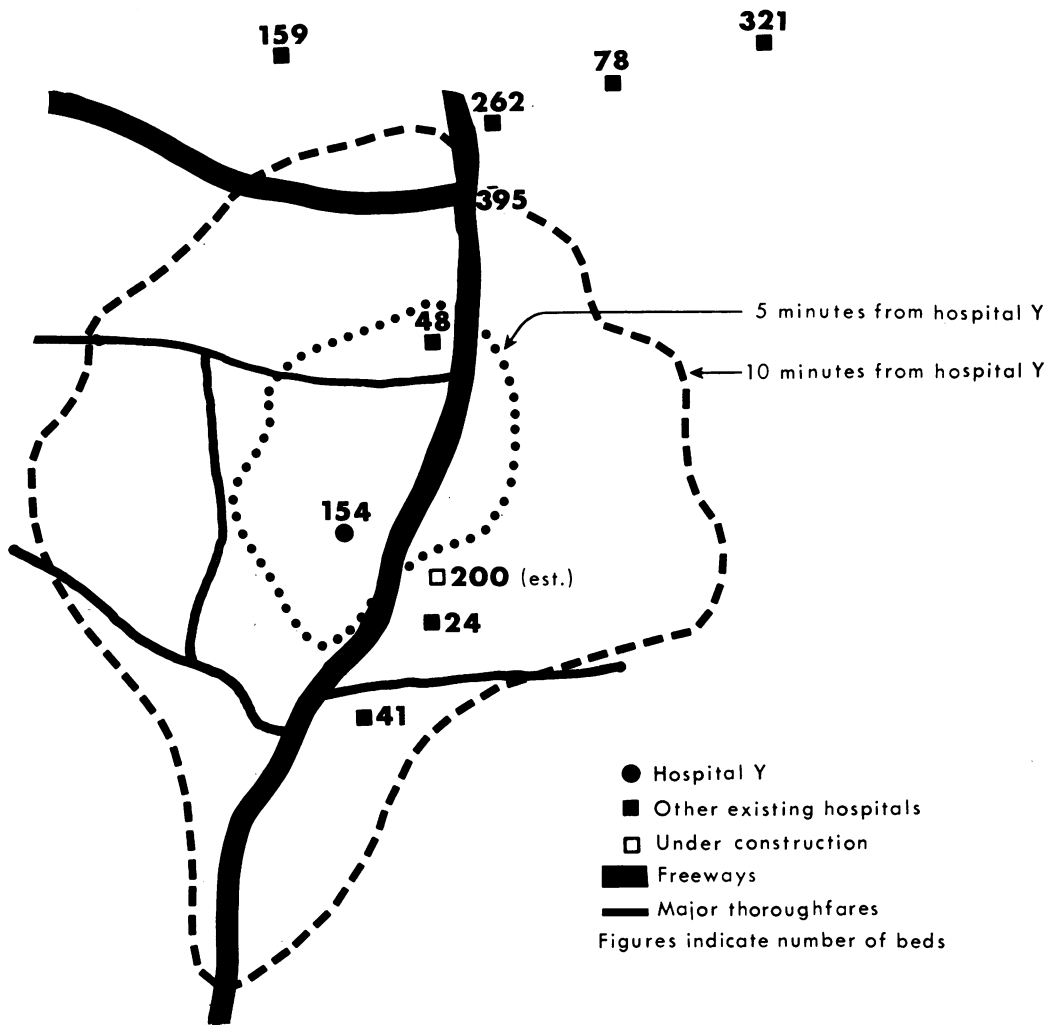 321
159
78
262
395
5 minutes from hospital Y
48
10 minutes from hospital Y
154
200 (est.)
24
41
Hospital Y
Other existing hospitals
Under construction
Freeways
Major thoroughfares
Figures indicate number of beds